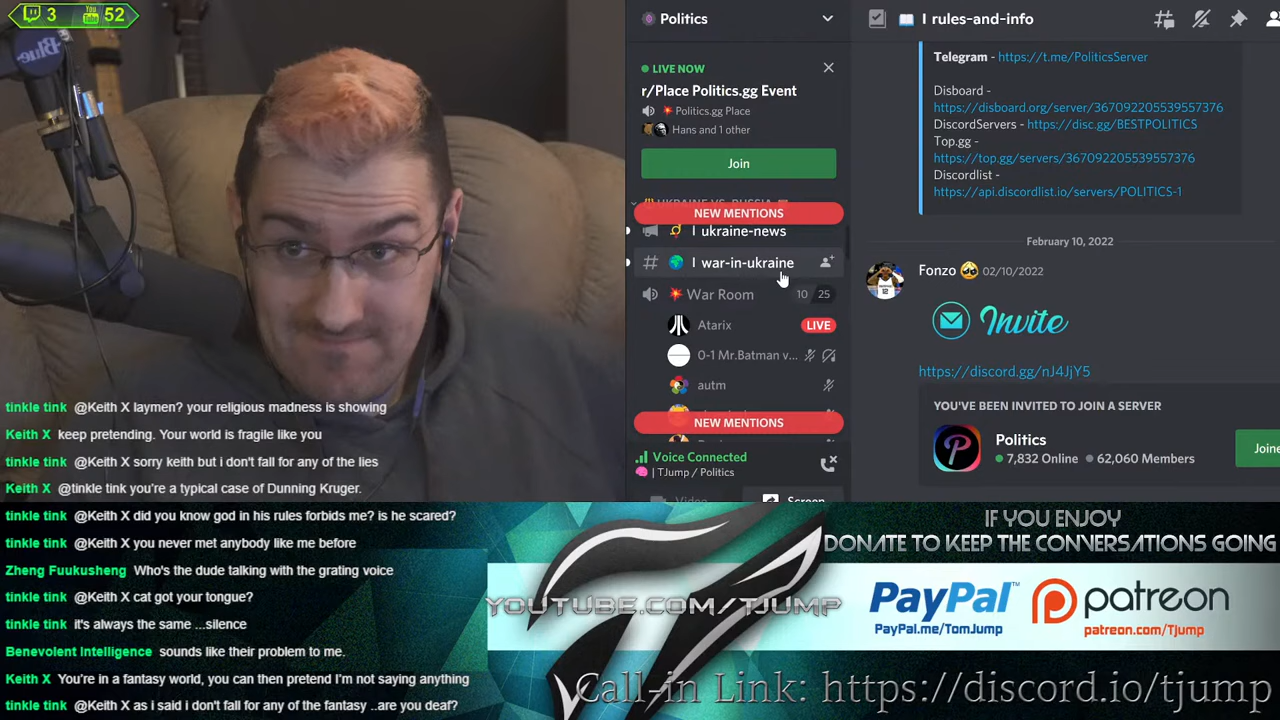 3
You Tube 52
Blue
tinkle tink @Keith X laymen? your religious madness is showing
Keith X keep pretending. Your world is fragile like you
tinkle tink @Keith X sorry keith but i don't fall for any of the lies
Keith X @tinkle tink you're a typical case of Dunning Kruger.
tinkle tink @Keith X did you know god in his rules forbids me? is he scared?
tinkle tink @Keith X you never met anybody like me before
Zheng Fuukusheng Who's the dude talking with the grating voice
tinkle tink @Keith X cat got your tongue?
tinkle tink it's always the same ...silence
Benevolent Intelligence sounds like their problem to me.
Keith X You're in a fantasy world, you can then pretend I'm not saying anything
tinkle tink @Keith X as i said i don't fall for any of the fantasy ..are you deaf?
Politics
LIVE NOW
r/Place Politics.gg Event
Politics.gg Place
Hans and 1 other
Join
NEW MENTIONS
ukraine-news
war-in-ukraine
War Room 10 25
Atarix LIVE
0-1 Mr.Batman v...
autm
NEW MENTIONS
Voice Connected
| TJump / Politics
Video
Screen
| rules-and-info
Telegram - https://t.me/PoliticsServer
Disboard -
https://disboard.org/server/367092205539557376
DiscordServers - https://disc.gg/BESTPOLITICS
Top.gg -
https://top.gg/servers/367092205539557376
Discordlist -
https://api.discordlist.io/servers/POLITICS-1
February 10, 2022
Fonzo 02/10/2022
Invite
https://discord.gg/nJ4JjY5
YOU'VE BEEN INVITED TO JOIN A SERVER
Politics
7,832 Online 62,060 Members
Joine
IF YOU ENJOY
DONATE TO KEEP THE CONVERSATIONS GOING
YOUTUBE.COM/TJUMP
PayPal™
PayPal.me/TomJump
patreon
patreon.com/Tjump
Call-in Link: https://discord.io/tjump